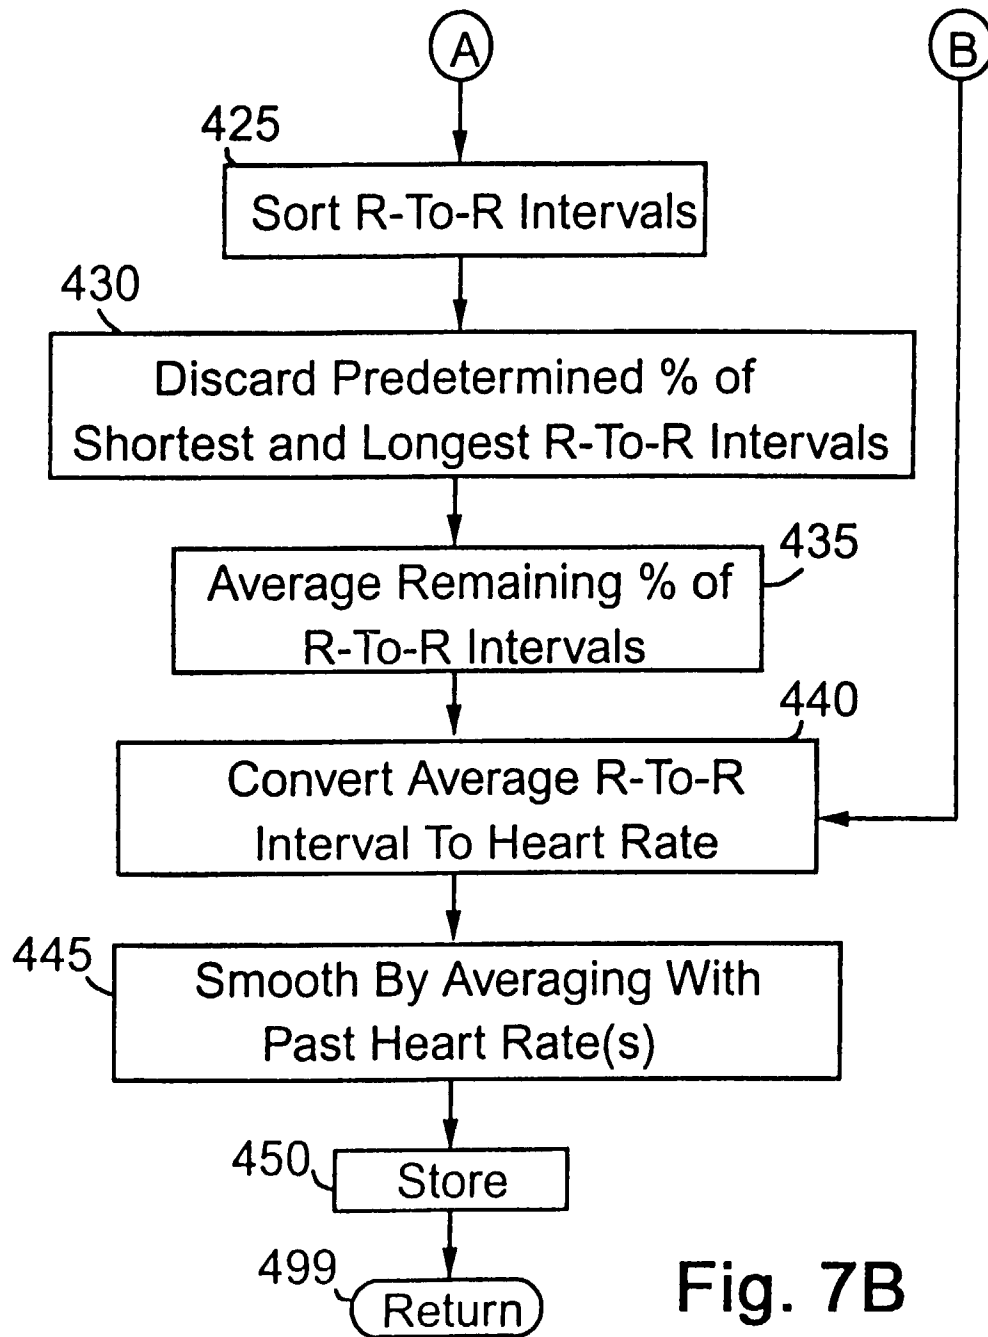 A
B
425
Sort R-To-R Intervals
430
Discard Predetermined % of
Shortest and Longest R-To-R Intervals
435
Average Remaining % of
R-To-R Intervals
440
Convert Average R-To-R
Interval To Heart Rate
445
Smooth By Averaging With
Past Heart Rate(s)
450
Store
499
Return
Fig. 7B